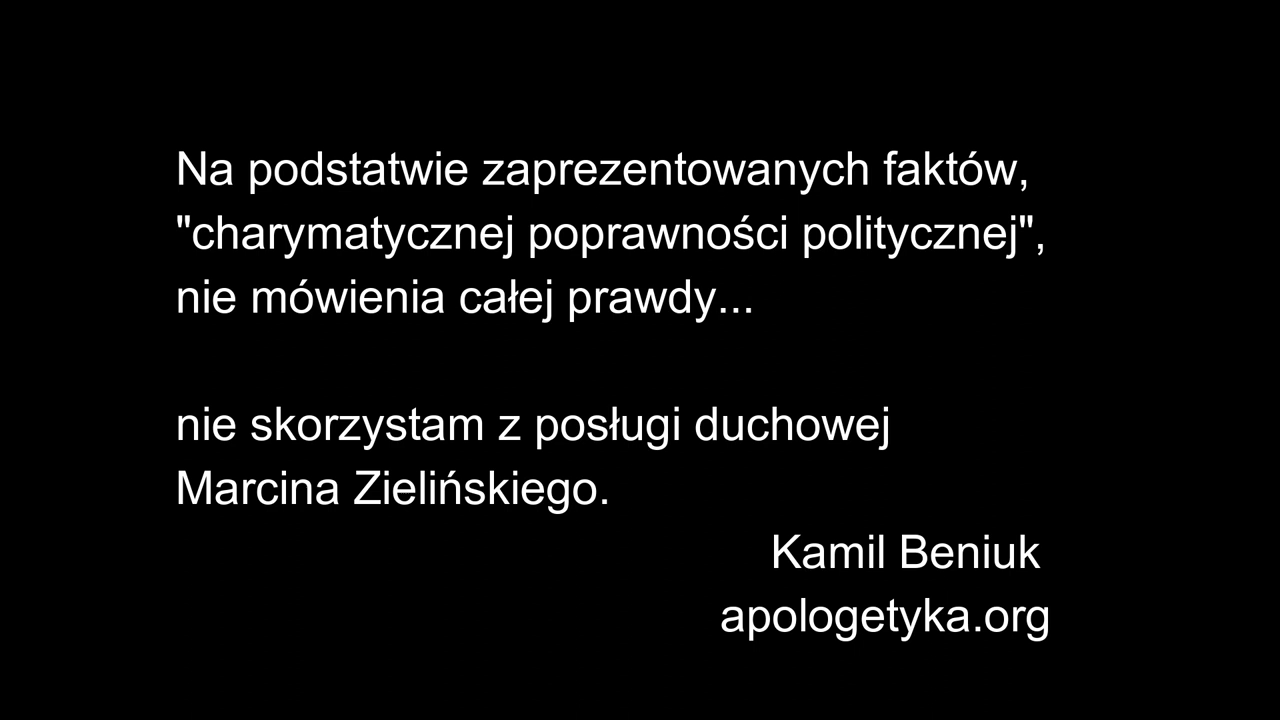 Na podstatwie zaprezentowanych faktów,
"charymatycznej poprawności politycznej",
nie mówienia całej prawdy...
nie skorzystam z posługi duchowej
Marcina Zielińskiego.
Kamil Beniuk
apologetyka.org